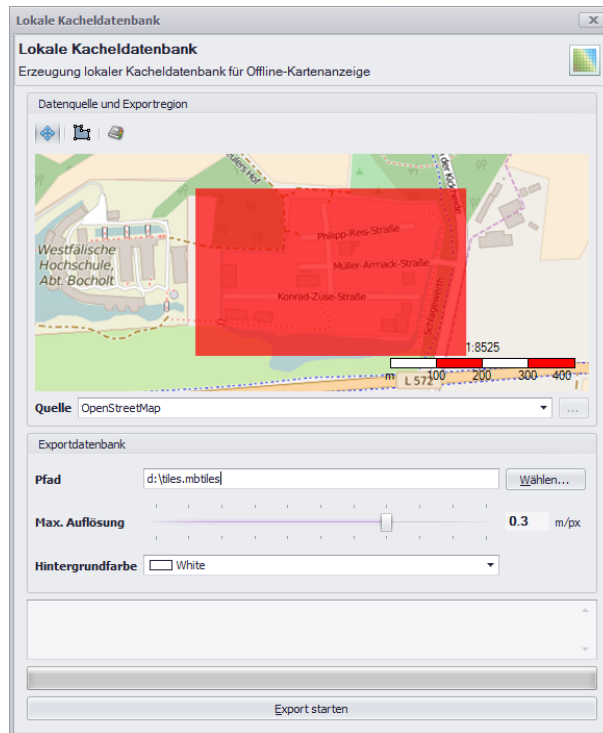 Lokale Kacheldatenbank
Lokale Kacheldatenbank
Erzeugung lokaler Kacheldatenbank für Offline-Kartenanzeige
Datenquelle und Exportregion
Hof
Philipp-Reis-Straße
Westfälische
Hochschule,
Abt. Bocholt
Müller-Armack-Straße
Konrad-Zuse-Straße
Schlagewerth
1:8525
m 100 200 300 400
L 572
Quelle OpenStreetMap
...
Exportdatenbank
Pfad d:\tiles.mbtiles Wählen...
Max. Auflösung 0.3 m/px
Hintergrundfarbe White
Export starten